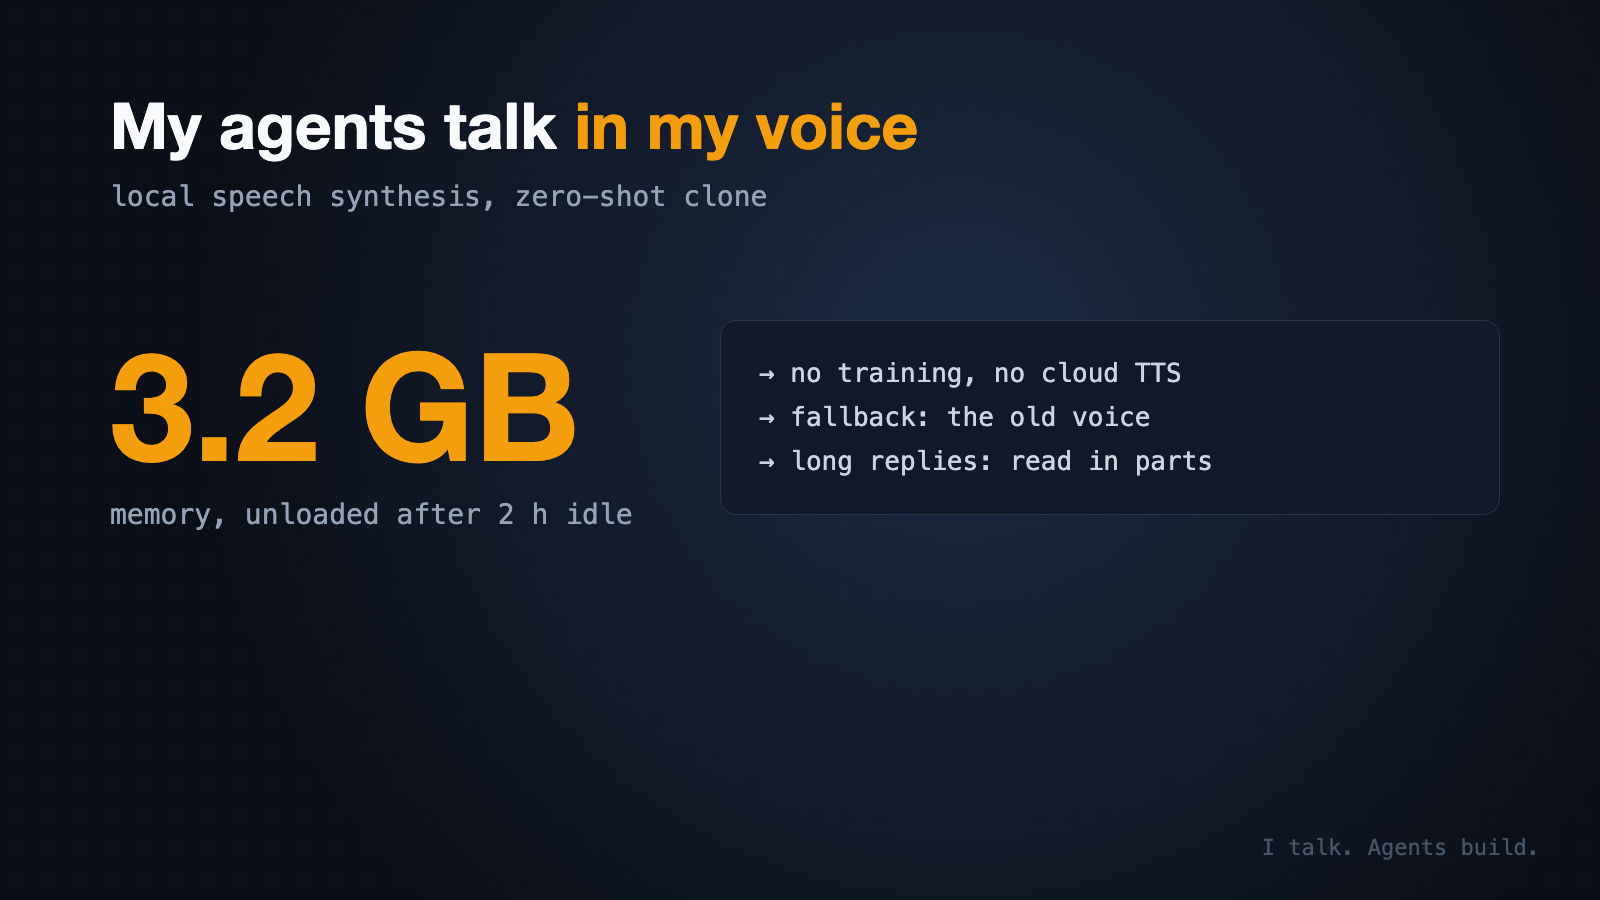 My agents talk in my voice
local speech synthesis, zero-shot clone
3.2 GB
memory, unloaded after 2 h idle
→ no training, no cloud TTS
→ fallback: the old voice
→ long replies: read in parts
I talk. Agents build.